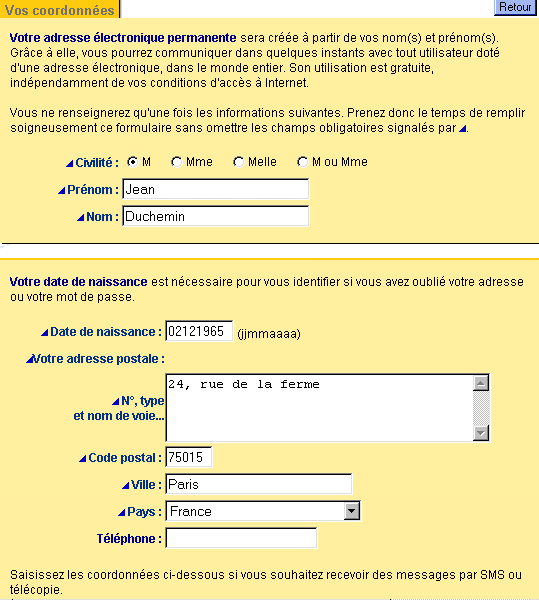 Vos coordonnées
Retour
Votre adresse électronique permanente sera créée à partir de vos nom(s) et prénom(s).
Grâce à elle, vous pourrez communiquer dans quelques instants avec tout utilisateur doté
d'une adresse électronique, dans le monde entier. Son utilisation est gratuite,
indépendamment de vos conditions d'accès à Internet.
Vous ne renseignerez qu'une fois les informations suivantes. Prenez donc le temps de remplir
soigneusement ce formulaire sans omettre les champs obligatoires signalés par .
Civilité : M Mme Melle M ou Mme
Prénom : Jean
Nom : Duchemin
Votre date de naissance est nécessaire pour vous identifier si vous avez oublié votre adresse
ou votre mot de passe.
Date de naissance : 02121965 (jjmmaaaa)
Votre adresse postale :
24, rue de la ferme
N°, type
et nom de voie...
Code postal : 75015
Ville : Paris
Pays : France
Téléphone :
Saisissez les coordonnées ci-dessous si vous souhaitez recevoir des messages par SMS ou
télécopie.